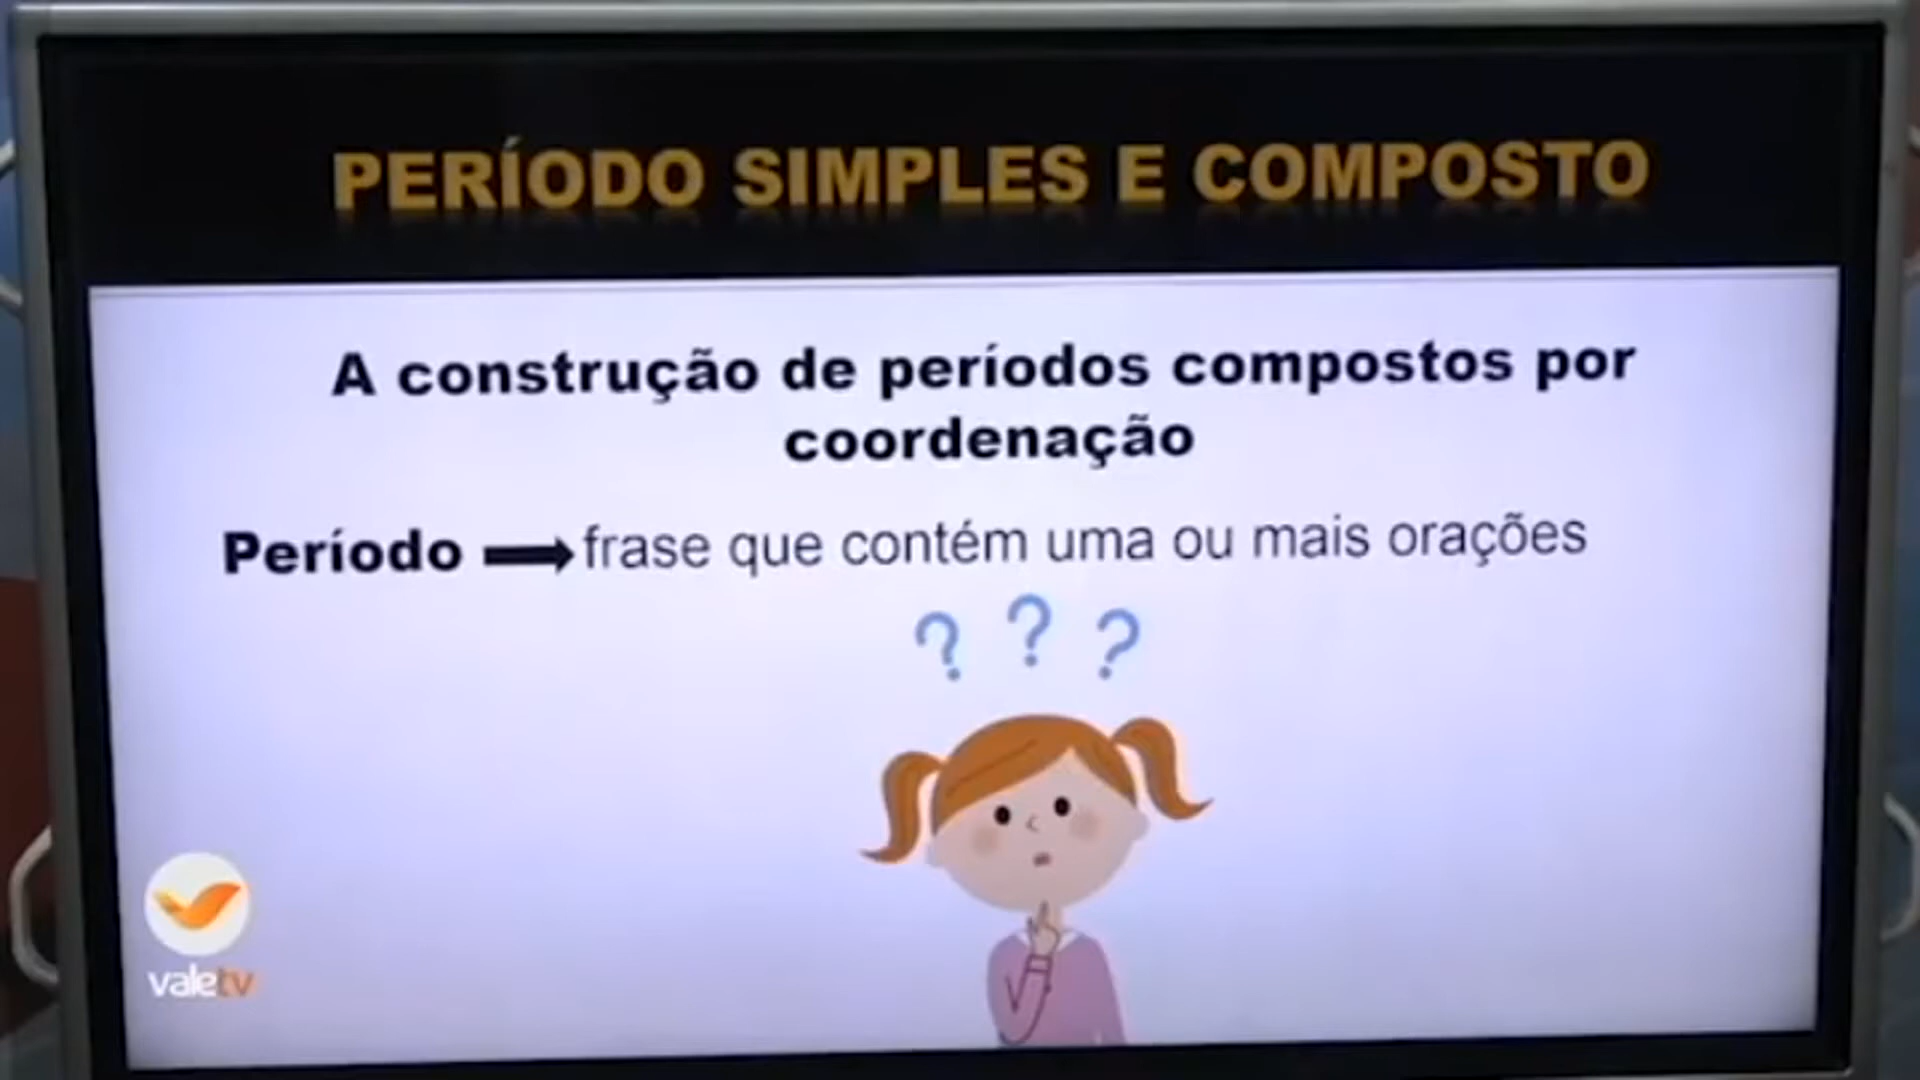 PERÍODO SIMPLES E COMPOSTO
A construção de períodos compostos por
coordenação
Período ➡ frase que contém uma ou mais orações
? ? ?
valetv